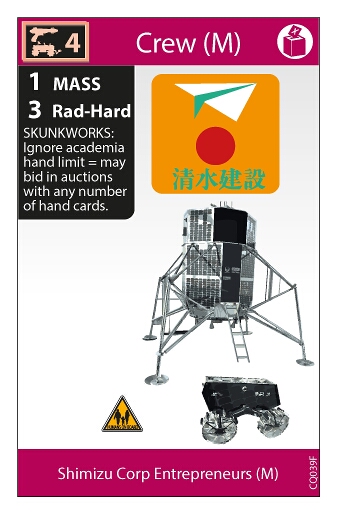 4
Crew (M)
1 MASS
3 Rad-Hard
SKUNKWORKS:
Ignore academia
hand limit = may
bid in auctions
with any number
of hand cards.
清水建設
Shimizu Corp Entrepreneurs (M)
CQ039F